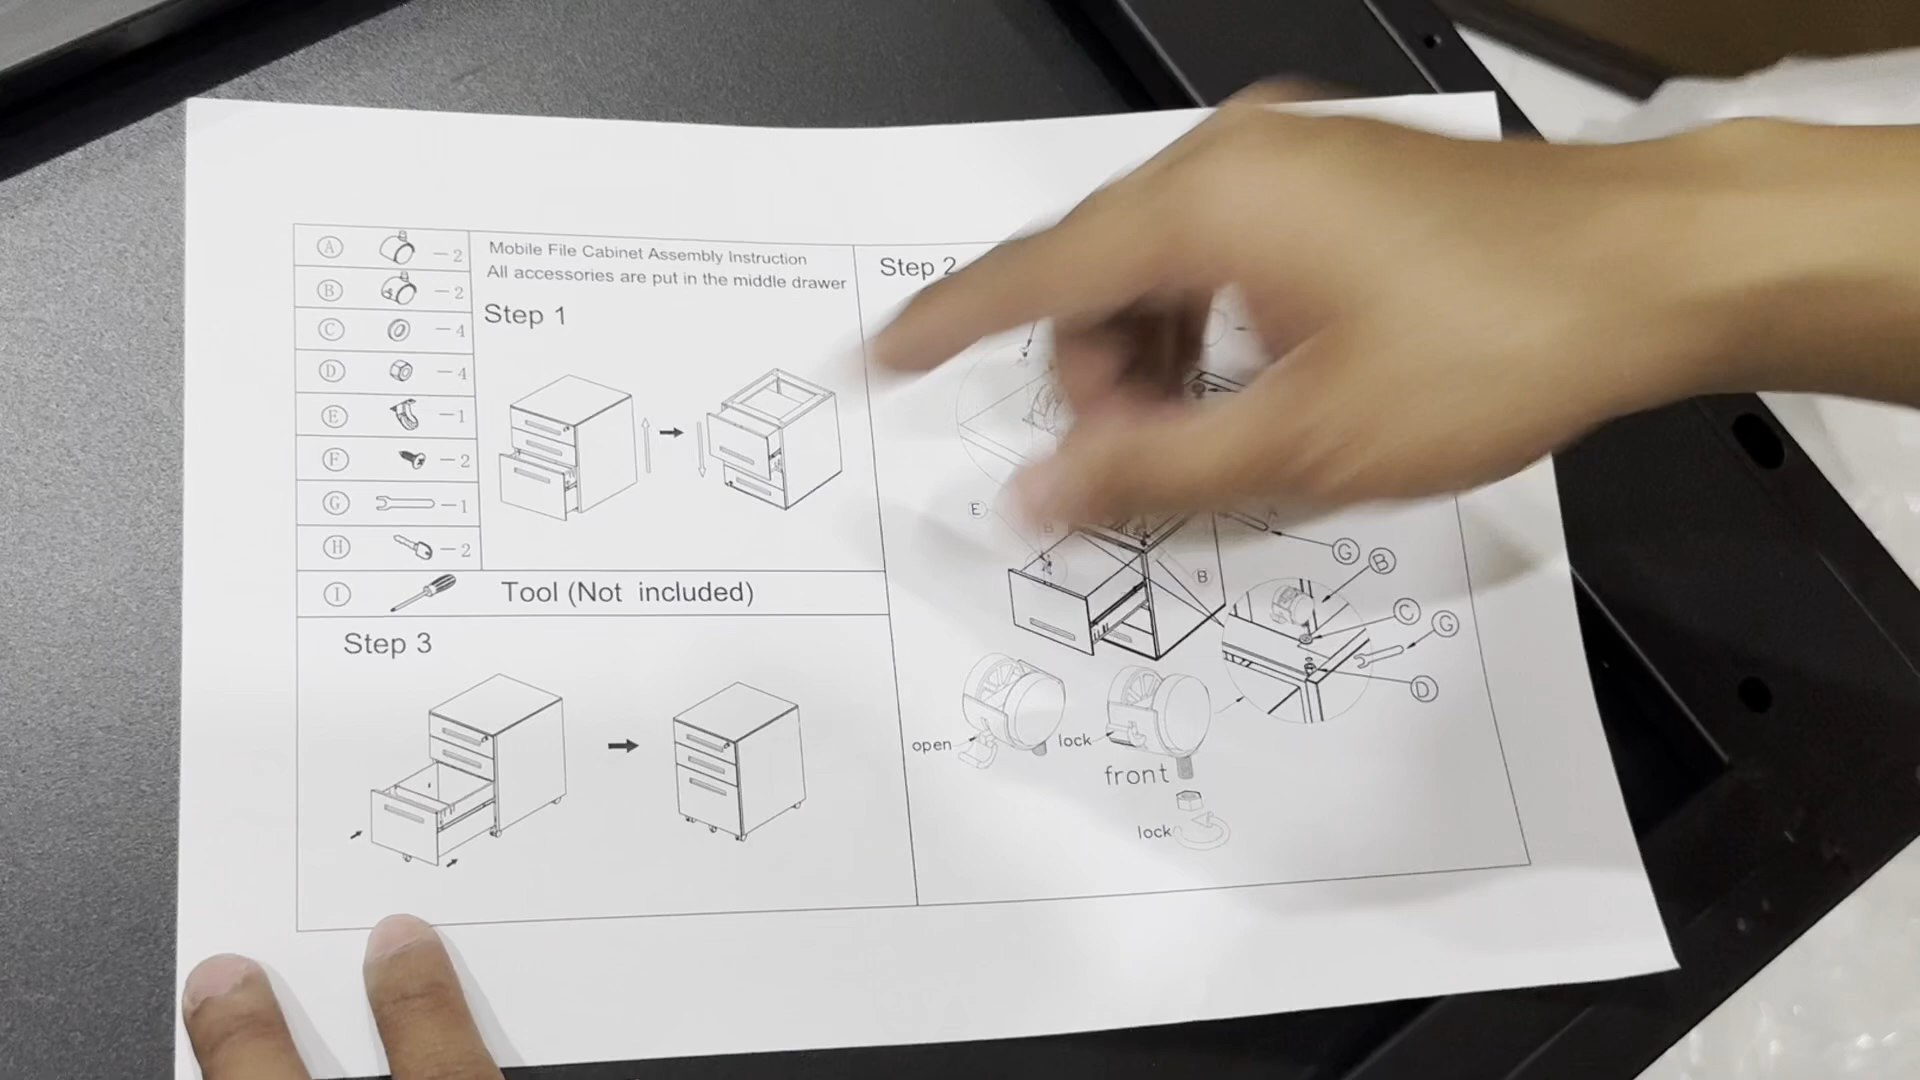 Ⓐ －2
Ⓑ －2
Ⓒ －4
Ⓓ －4
Ⓔ －1
Ⓕ －2
Ⓖ －1
Ⓗ －2
Ⓘ Tool (Not included)
Mobile File Cabinet Assembly Instruction
All accessories are put in the middle drawer
Step 1
Step 3
Step 2
Ⓔ
Ⓑ
Ⓖ
Ⓑ
Ⓒ
Ⓖ
Ⓓ
open
lock
front
lock